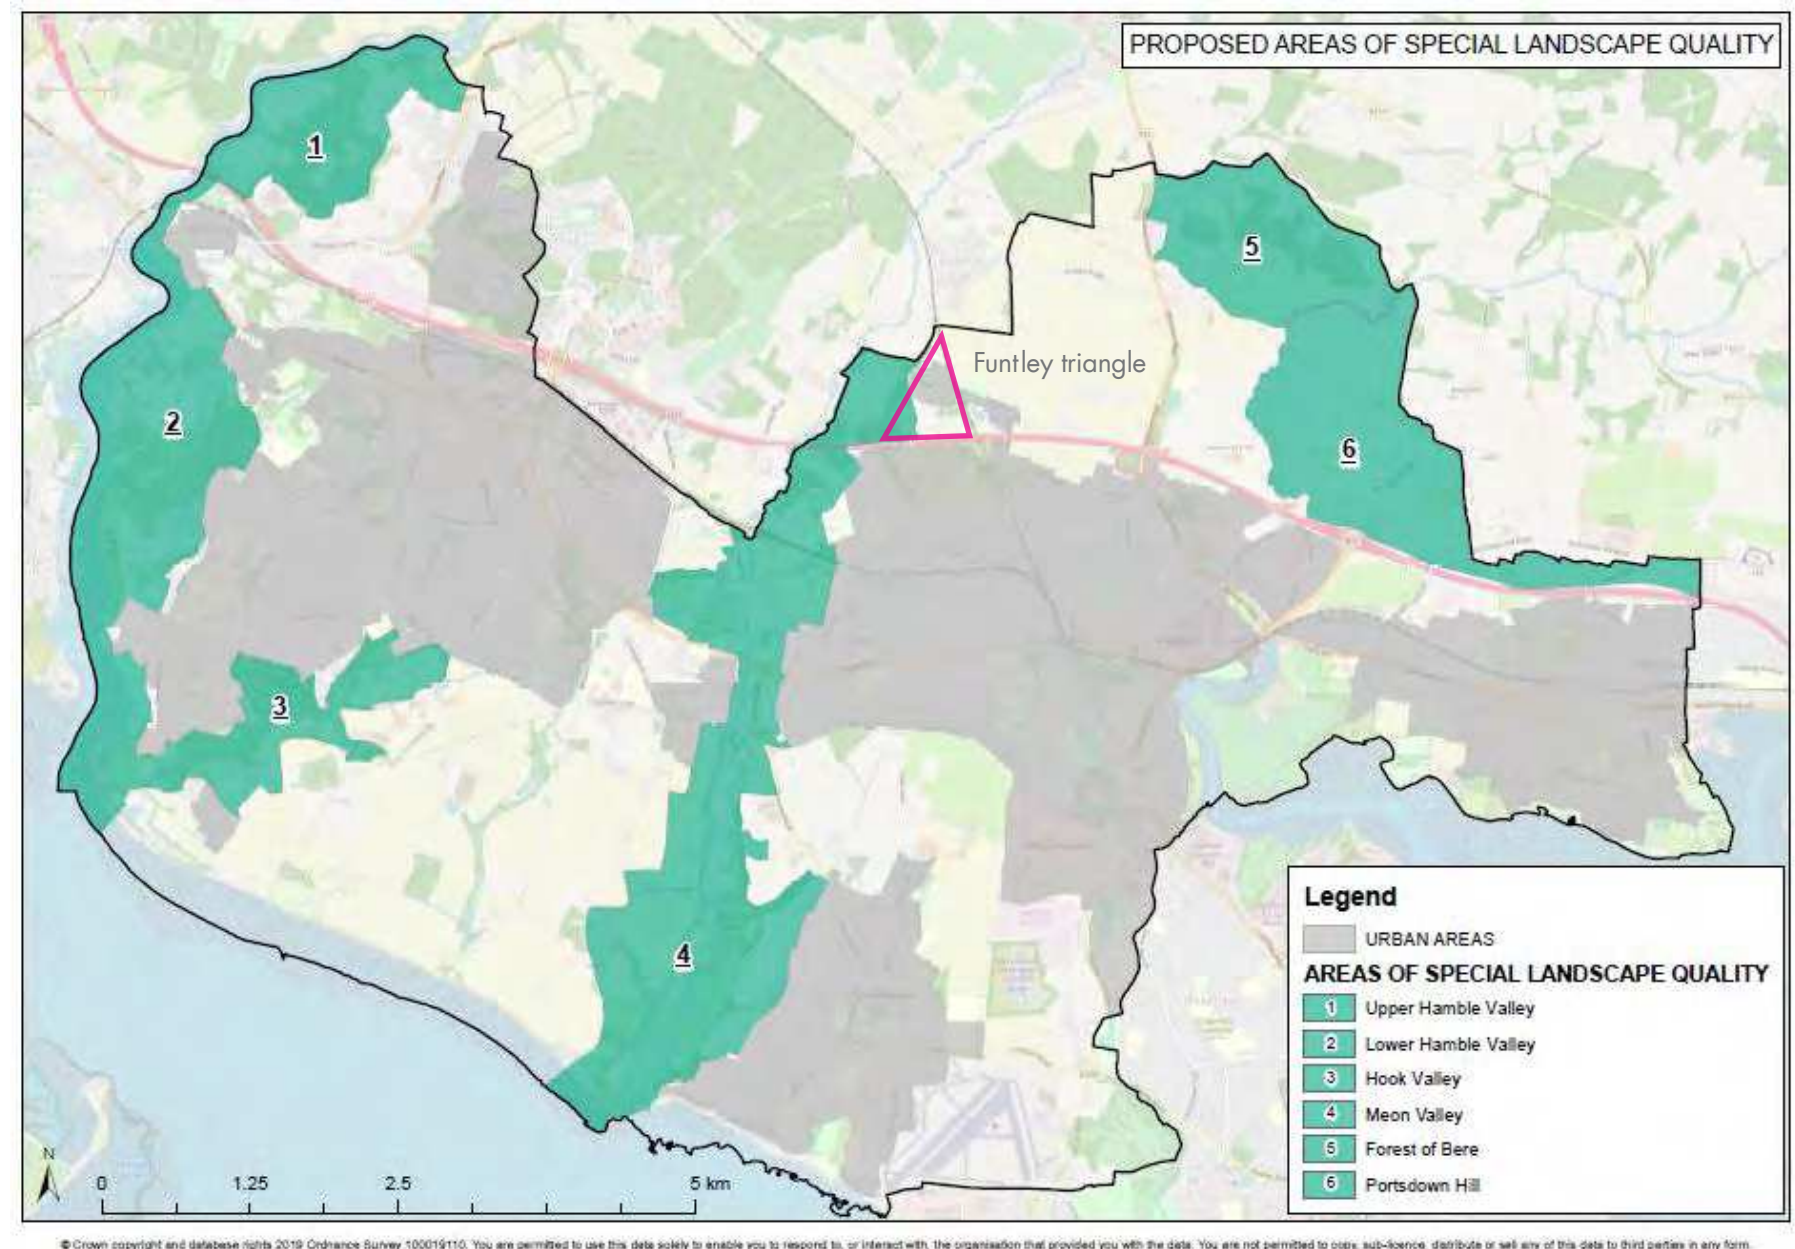 PROPOSED AREAS OF SPECIAL LANDSCAPE QUALITY
1
5
Funtley triangle
2
6
3
4
Legend
URBAN AREAS
AREAS OF SPECIAL LANDSCAPE QUALITY
1 Upper Hamble Valley
2 Lower Hamble Valley
3 Hook Valley
4 Meon Valley
5 Forest of Bere
6 Portsdown Hill
N
0 1.25 2.5 5 km
© Crown copyright and database rights 2019 Ordnance Survey 100019110. You are permitted to use this data solely to enable you to respond to, or interact with, the organisation that provided you with the data. You are not permitted to copy, sub-licence, distribute or sell any of this data to third parties in any form.